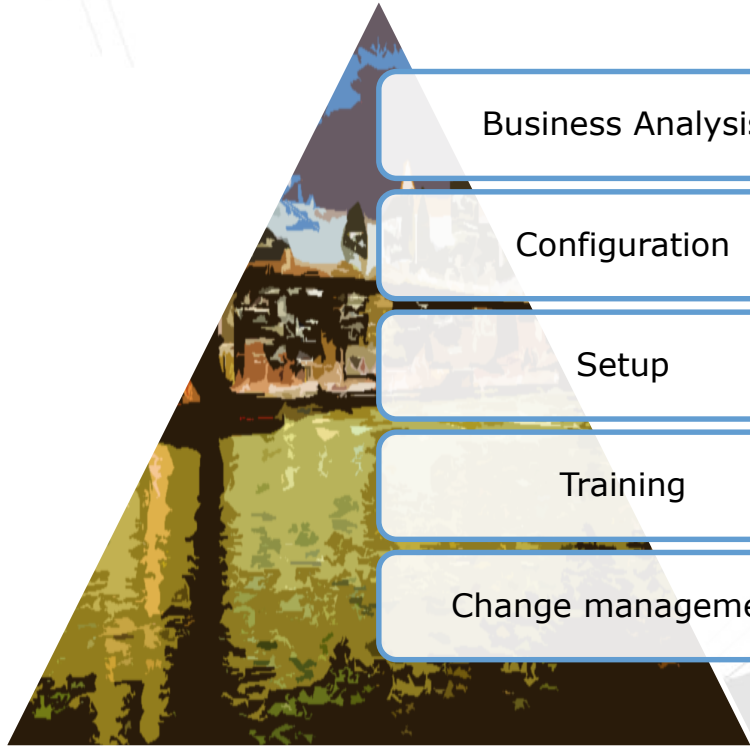 Business Analysis
Configuration
Setup
Training
Change manageme